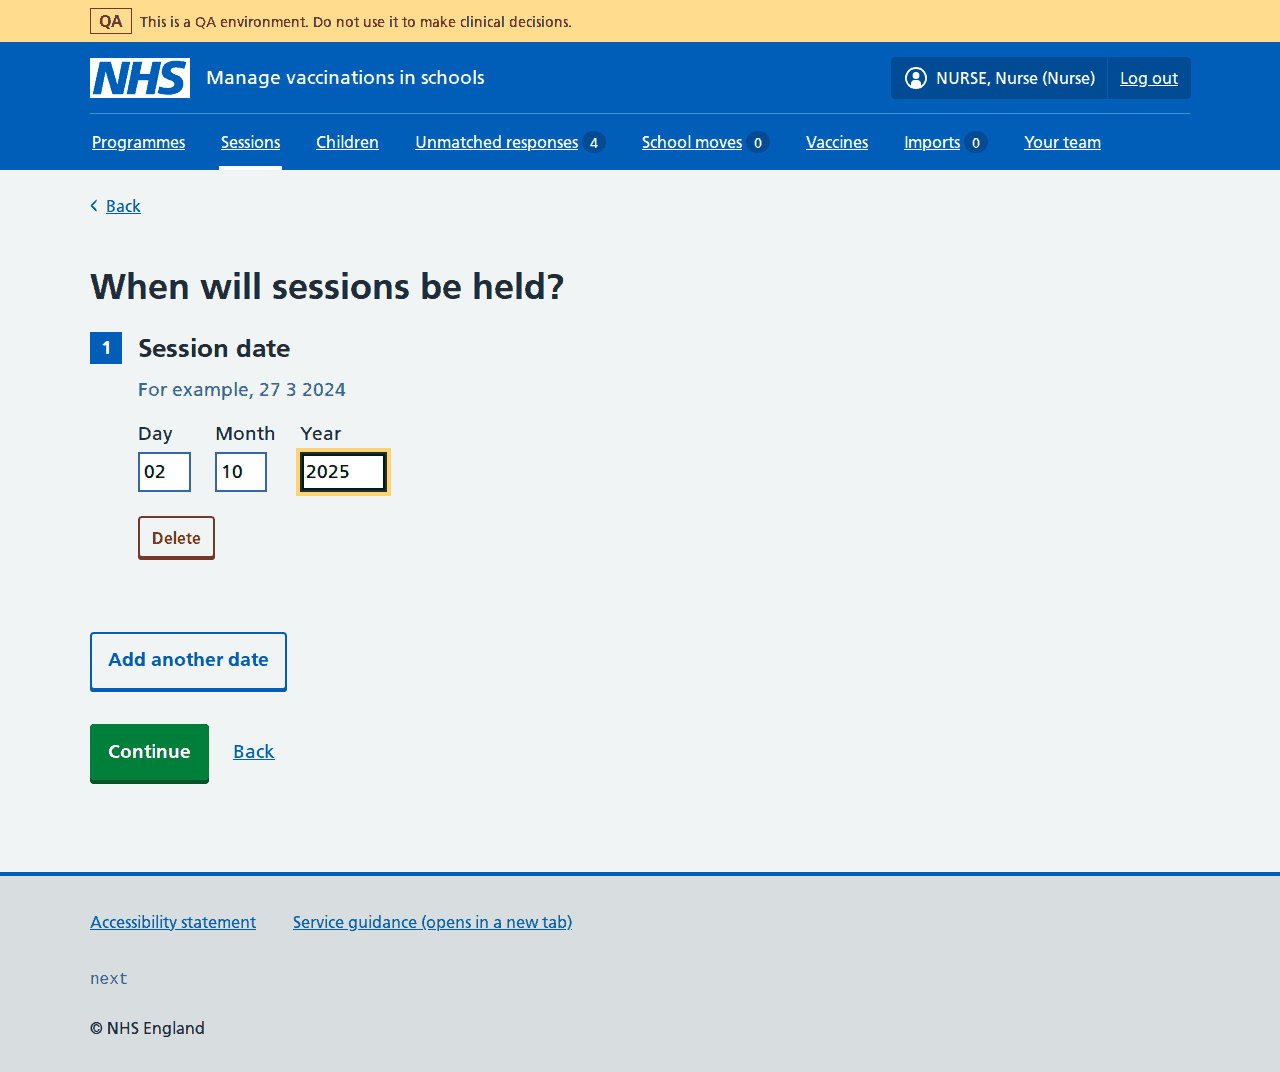 QA This is a QA environment. Do not use it to make clinical decisions.
NHS Manage vaccinations in schools NURSE, Nurse (Nurse) Log out
Programmes Sessions Children Unmatched responses 4 School moves 0 Vaccines Imports 0 Your team
Back
When will sessions be held?
1 Session date
For example, 27 3 2024
Day Month Year
02 10 2025
Delete
Add another date
Continue Back
Accessibility statement Service guidance (opens in a new tab)
next
© NHS England